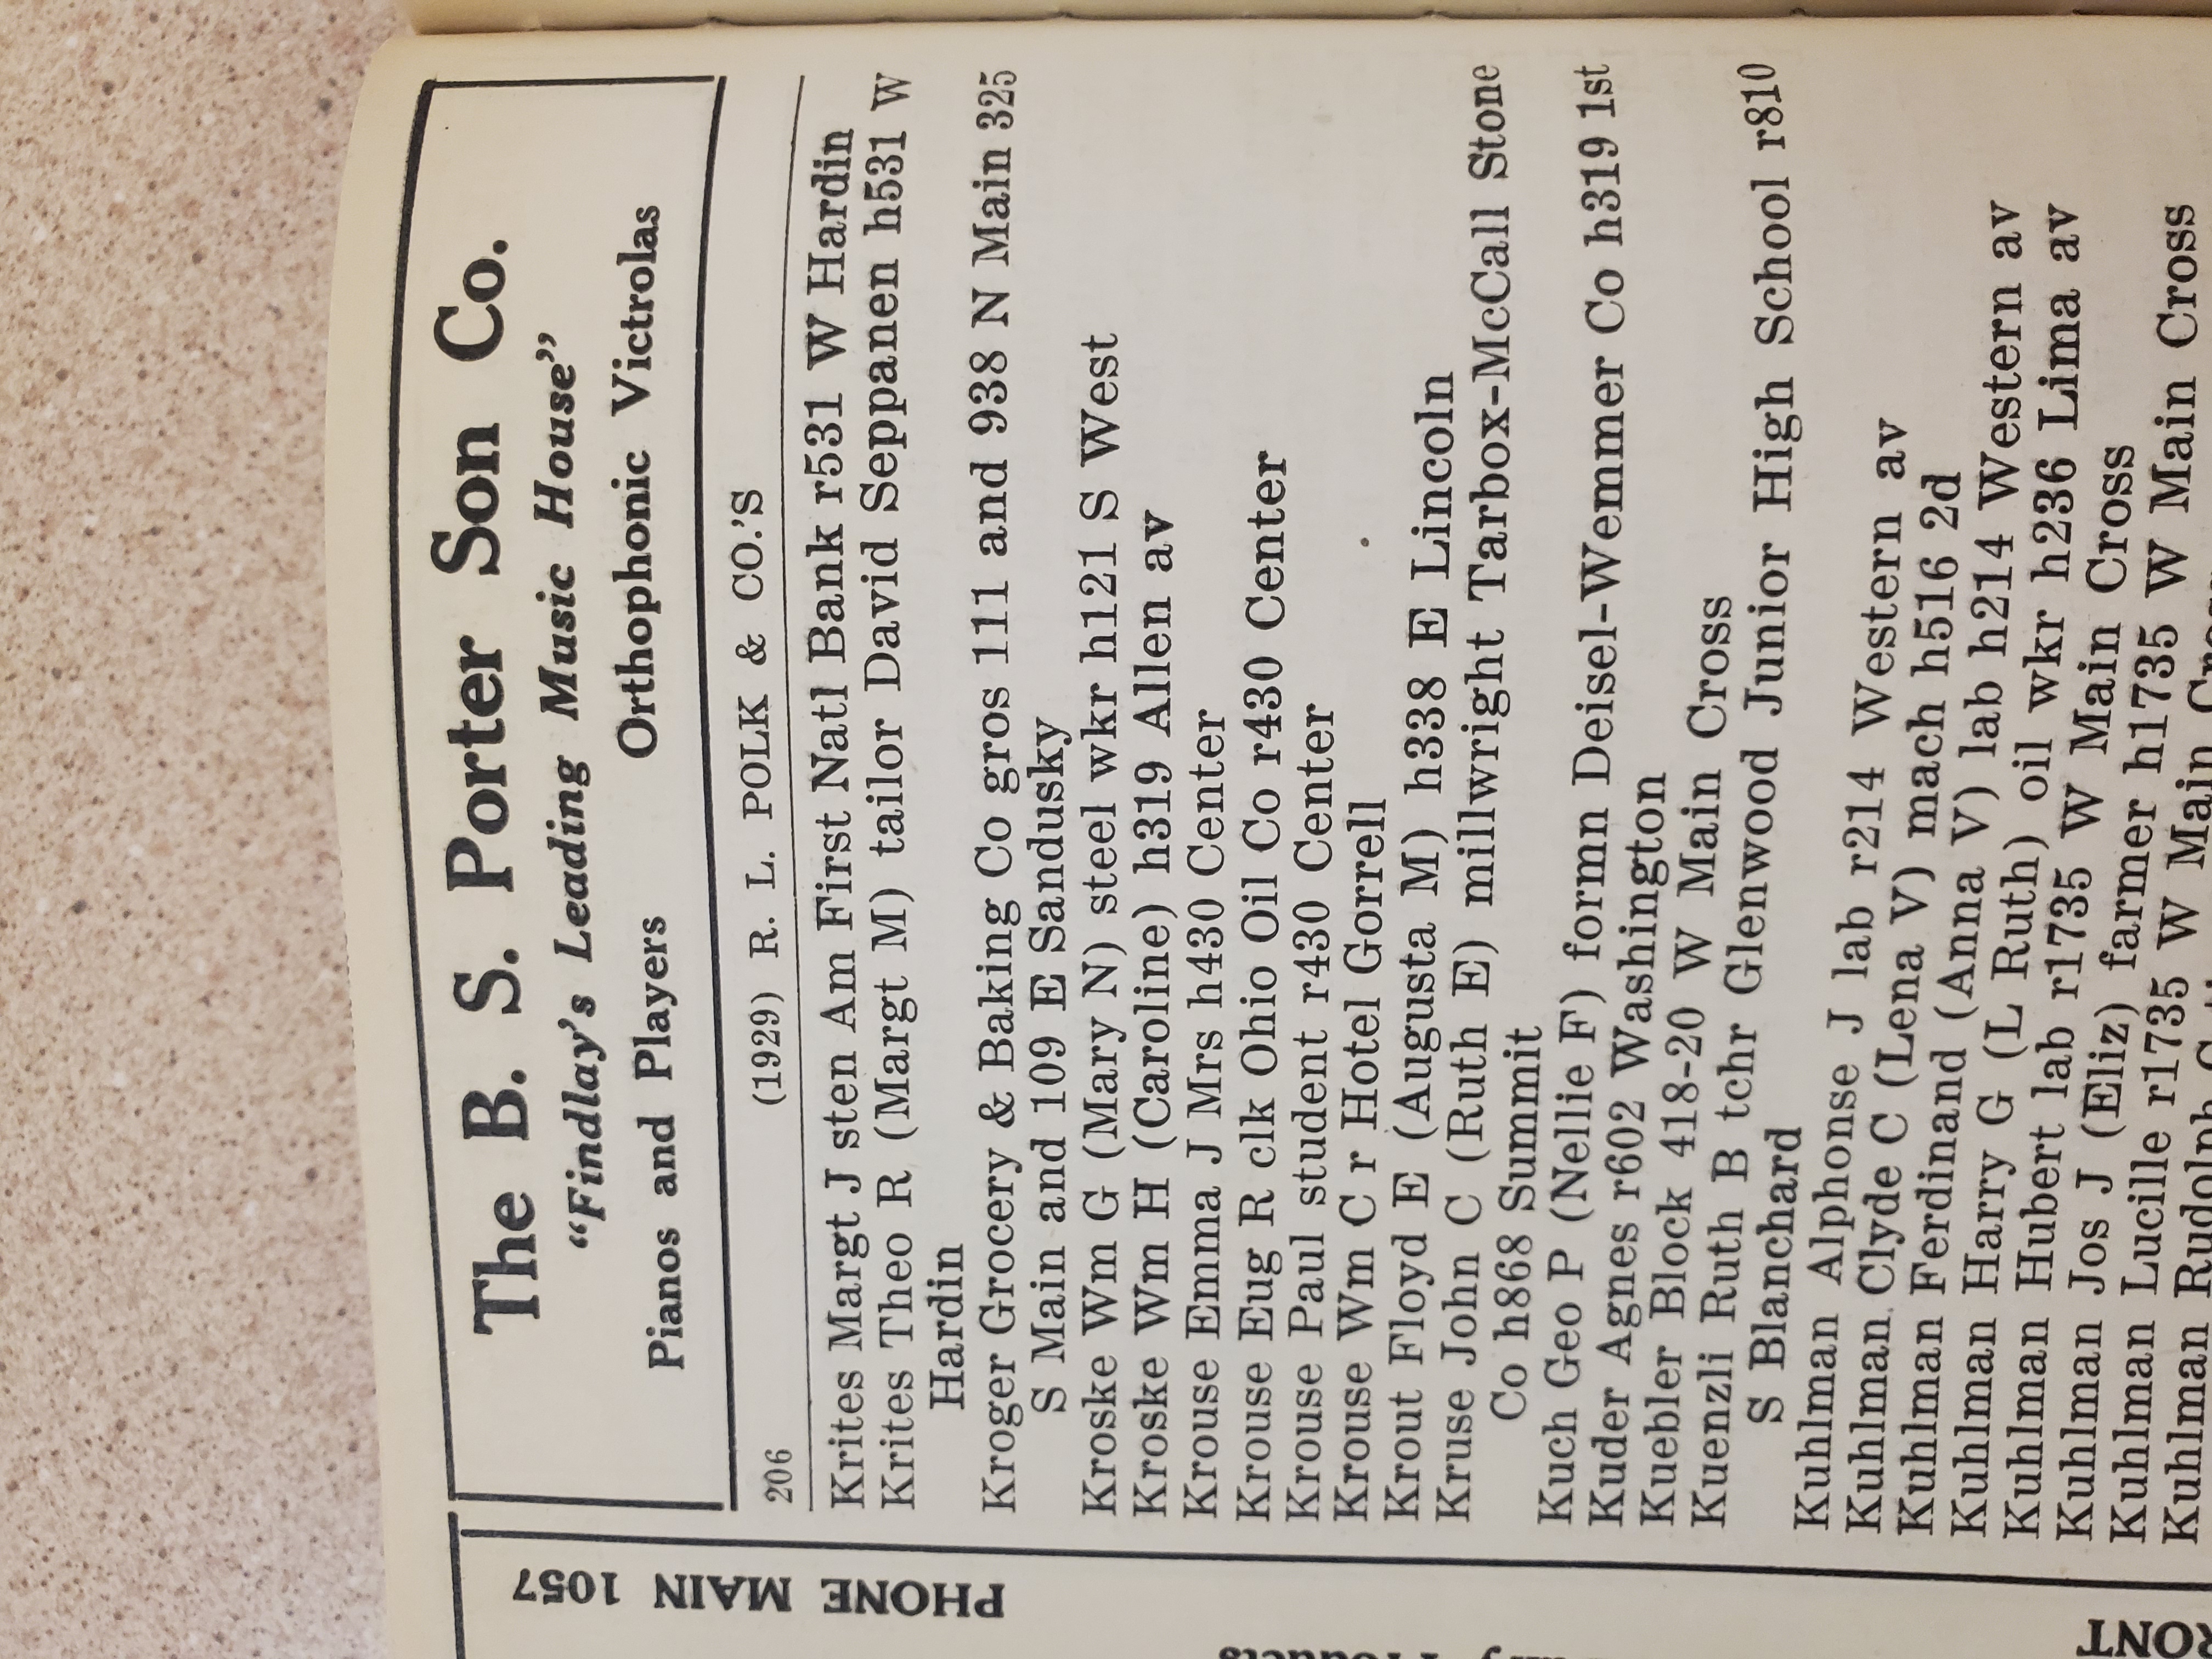 The B. S. Porter Son Co.
“Findlay's Leading Music House”
Pianos and Players Orthophonic Victrolas
206 (1929) R. L. POLK & CO.'S
Krites Margt J sten Am First Natl Bank r531 W Hardin
Krites Theo R (Margt M) tailor David Seppanen h531 W
Hardin
Kroger Grocery & Baking Co gros 111 and 938 N Main 325
S Main and 109 E Sandusky
Kroske Wm G (Mary N) steel wkr h121 S West
Kroske Wm H (Caroline) h319 Allen av
Krouse Emma J Mrs h430 Center
Krouse Eug R clk Ohio Oil Co r430 Center
Krouse Paul student r430 Center
Krouse Wm C r Hotel Gorrell
Krout Floyd E (Augusta M) h338 E Lincoln
Kruse John C (Ruth E) millwright Tarbox-McCall Stone
Co h868 Summit
Kuch Geo P (Nellie F) formn Deisel-Wemmer Co h319 1st
Kuder Agnes r602 Washington
Kuebler Block 418-20 W Main Cross
Kuenzli Ruth B tchr Glenwood Junior High School r810
S Blanchard
Kuhlman Alphonse J lab r214 Western av
Kuhlman Clyde C (Lena V) mach h516 2d
Kuhlman Ferdinand (Anna V) lab h214 Western av
Kuhlman Harry G (L Ruth) oil wkr h236 Lima av
Kuhlman Hubert lab r1735 W Main Cross
Kuhlman Jos J (Eliz) farmer h1735 W Main Cross
Kuhlman Lucille r1735 W Main Cross
Kuhlman Rudolph
PHONE MAIN 1057
Products